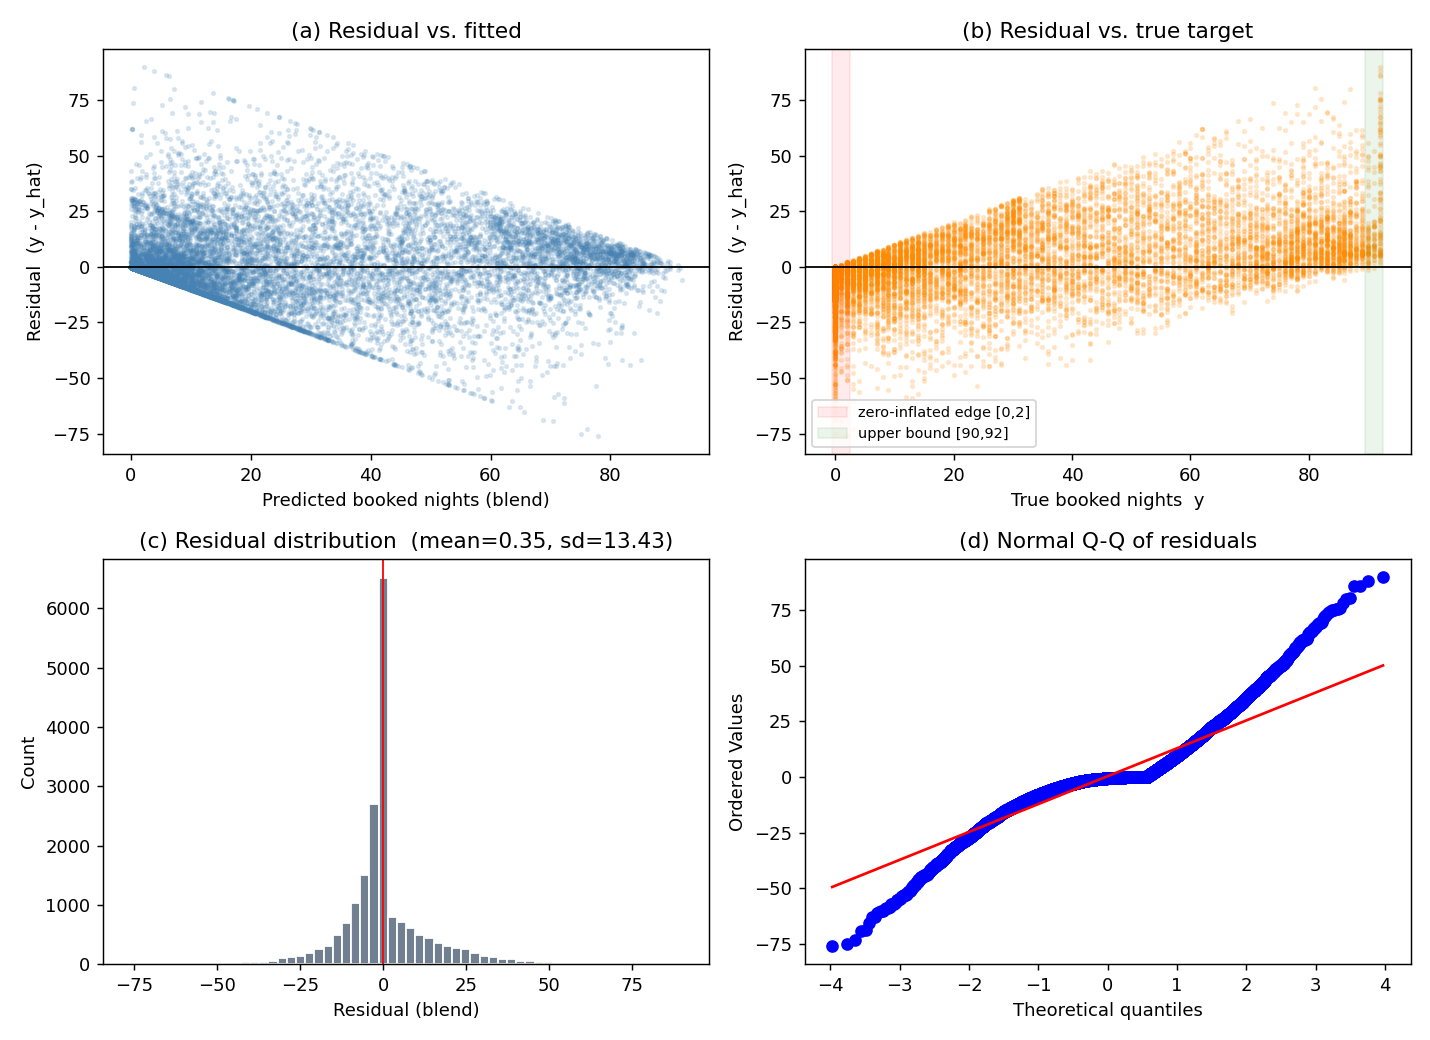 (a) Residual vs. fitted
Residual  (y - y_hat)
75
50
25
0
−25
−50
−75
0 20 40 60 80
Predicted booked nights (blend)
(b) Residual vs. true target
Residual  (y - y_hat)
75
50
25
0
−25
−50
−75
zero-inflated edge [0,2]
upper bound [90,92]
0 20 40 60 80
True booked nights  y
(c) Residual distribution  (mean=0.35, sd=13.43)
Count
6000
5000
4000
3000
2000
1000
0
−75 −50 −25 0 25 50 75
Residual (blend)
(d) Normal Q-Q of residuals
Ordered Values
75
50
25
0
−25
−50
−75
−4 −3 −2 −1 0 1 2 3 4
Theoretical quantiles